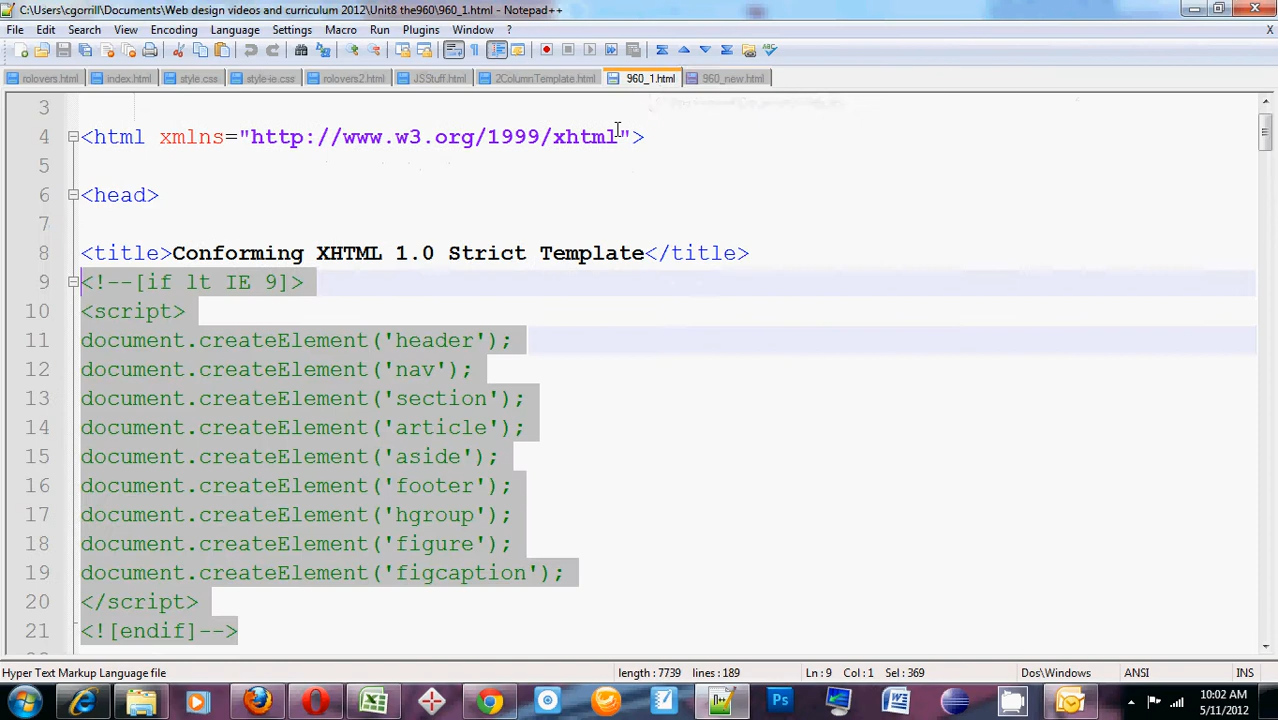 C:\Users\cgorrill\Documents\Web design videos and curriculum 2012\Unit8 the960\960_1.html - Notepad++
File Edit Search View Encoding Language Settings Macro Run Plugins Window ? X
rolovers.html index.html style.css style-ie.css rolovers2.html JSStuff.html 2ColumnTemplate.html 960_1.html 960_new.html
3
4 <html xmlns="http://www.w3.org/1999/xhtml">
5
6 <head>
7
8 <title>Conforming XHTML 1.0 Strict Template</title>
9 <!--[if lt IE 9]>
10 <script>
11 document.createElement('header');
12 document.createElement('nav');
13 document.createElement('section');
14 document.createElement('article');
15 document.createElement('aside');
16 document.createElement('footer');
17 document.createElement('hgroup');
18 document.createElement('figure');
19 document.createElement('figcaption');
20 </script>
21 <![endif]-->
Hyper Text Markup Language file length : 7739 lines : 189 Ln : 9 Col : 1 Sel : 369 Dos\Windows ANSI INS
10:02 AM
5/11/2012